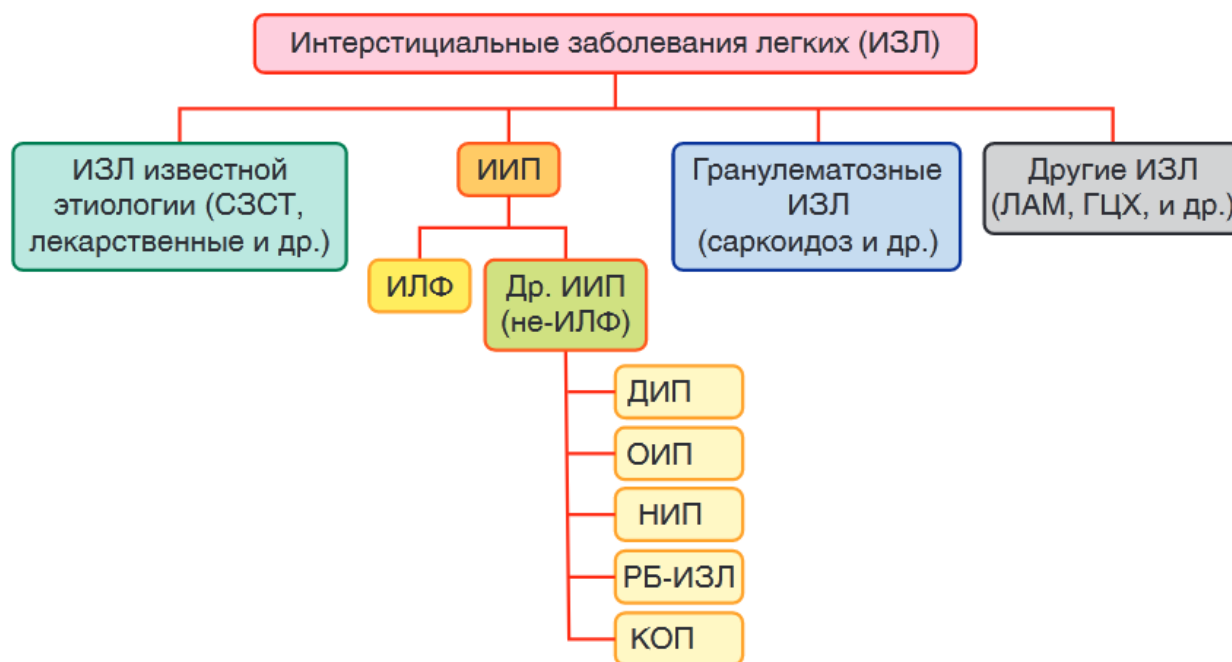 Интерстициальные заболевания легких (ИЗЛ)
ИЗЛ известной
этиологии (СЗСТ,
лекарственные и др.)
ИИП
Гранулематозные
ИЗЛ
(саркоидоз и др.)
Другие ИЗЛ
(ЛАМ, ГЦХ, и др.)
ИЛФ
Др. ИИП
(не-ИЛФ)
ДИП
ОИП
НИП
РБ-ИЗЛ
КОП